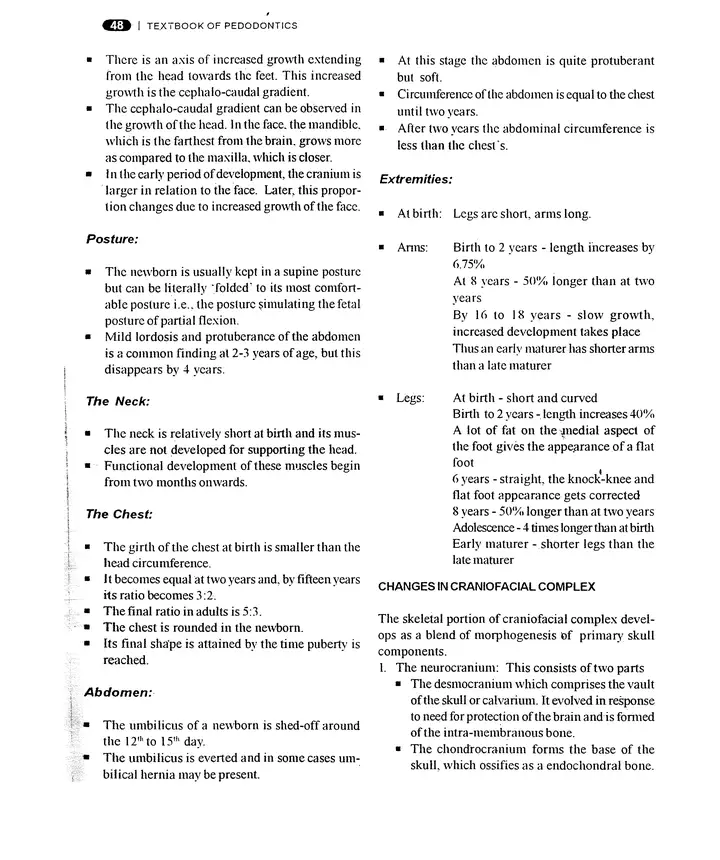 48 | TEXTBOOK OF PEDODONTICS
■ There is an axis of increased growth extending
from the head towards the feet. This increased
growth is the cephalo-caudal gradient.
■ The cephalo-caudal gradient can be observed in
the growth of the head. In the face, the mandible,
which is the farthest from the brain, grows more
as compared to the maxilla, which is closer.
■ In the early period of development, the cranium is
larger in relation to the face. Later, this propor-
tion changes due to increased growth of the face.
Posture:
■ The newborn is usually kept in a supine posture
but can be literally 'folded' to its most comfort-
able posture i.e., the posture simulating the fetal
posture of partial flexion.
■ Mild lordosis and protuberance of the abdomen
is a common finding at 2-3 years of age, but this
disappears by 4 years.
The Neck:
■ The neck is relatively short at birth and its mus-
cles are not developed for supporting the head.
■ Functional development of these muscles begin
from two months onwards.
The Chest:
■ The girth of the chest at birth is smaller than the
head circumference.
■ It becomes equal at two years and, by fifteen years
its ratio becomes 3:2.
■ The final ratio in adults is 5:3.
■ The chest is rounded in the newborn.
■ Its final shape is attained by the time puberty is
reached.
Abdomen:
■ The umbilicus of a newborn is shed-off around
the 12th to 15th day.
■ The umbilicus is everted and in some cases um-
bilical hernia may be present.
■ At this stage the abdomen is quite protuberant
but soft.
■ Circumference of the abdomen is equal to the chest
until two years.
■ After two years the abdominal circumference is
less than the chest's.
Extremities:
■ At birth: Legs are short, arms long.
■ Arms: Birth to 2 years - length increases by
6.75%
At 8 years - 50% longer than at two
years
By 16 to 18 years - slow growth,
increased development takes place
Thus an early maturer has shorter arms
than a late maturer
■ Legs: At birth - short and curved
Birth to 2 years - length increases 40%
A lot of fat on the medial aspect of
the foot gives the appearance of a flat
foot
6 years - straight, the knock-knee and
flat foot appearance gets corrected
8 years - 50% longer than at two years
Adolescence - 4 times longer than at birth
Early maturer - shorter legs than the
late maturer
CHANGES IN CRANIOFACIAL COMPLEX
The skeletal portion of craniofacial complex devel-
ops as a blend of morphogenesis of primary skull
components.
1. The neurocranium: This consists of two parts
■ The desmocranium which comprises the vault
of the skull or calvarium. It evolved in response
to need for protection of the brain and is formed
of the intra-membranous bone.
■ The chondrocranium forms the base of the
skull, which ossifies as a endochondral bone.